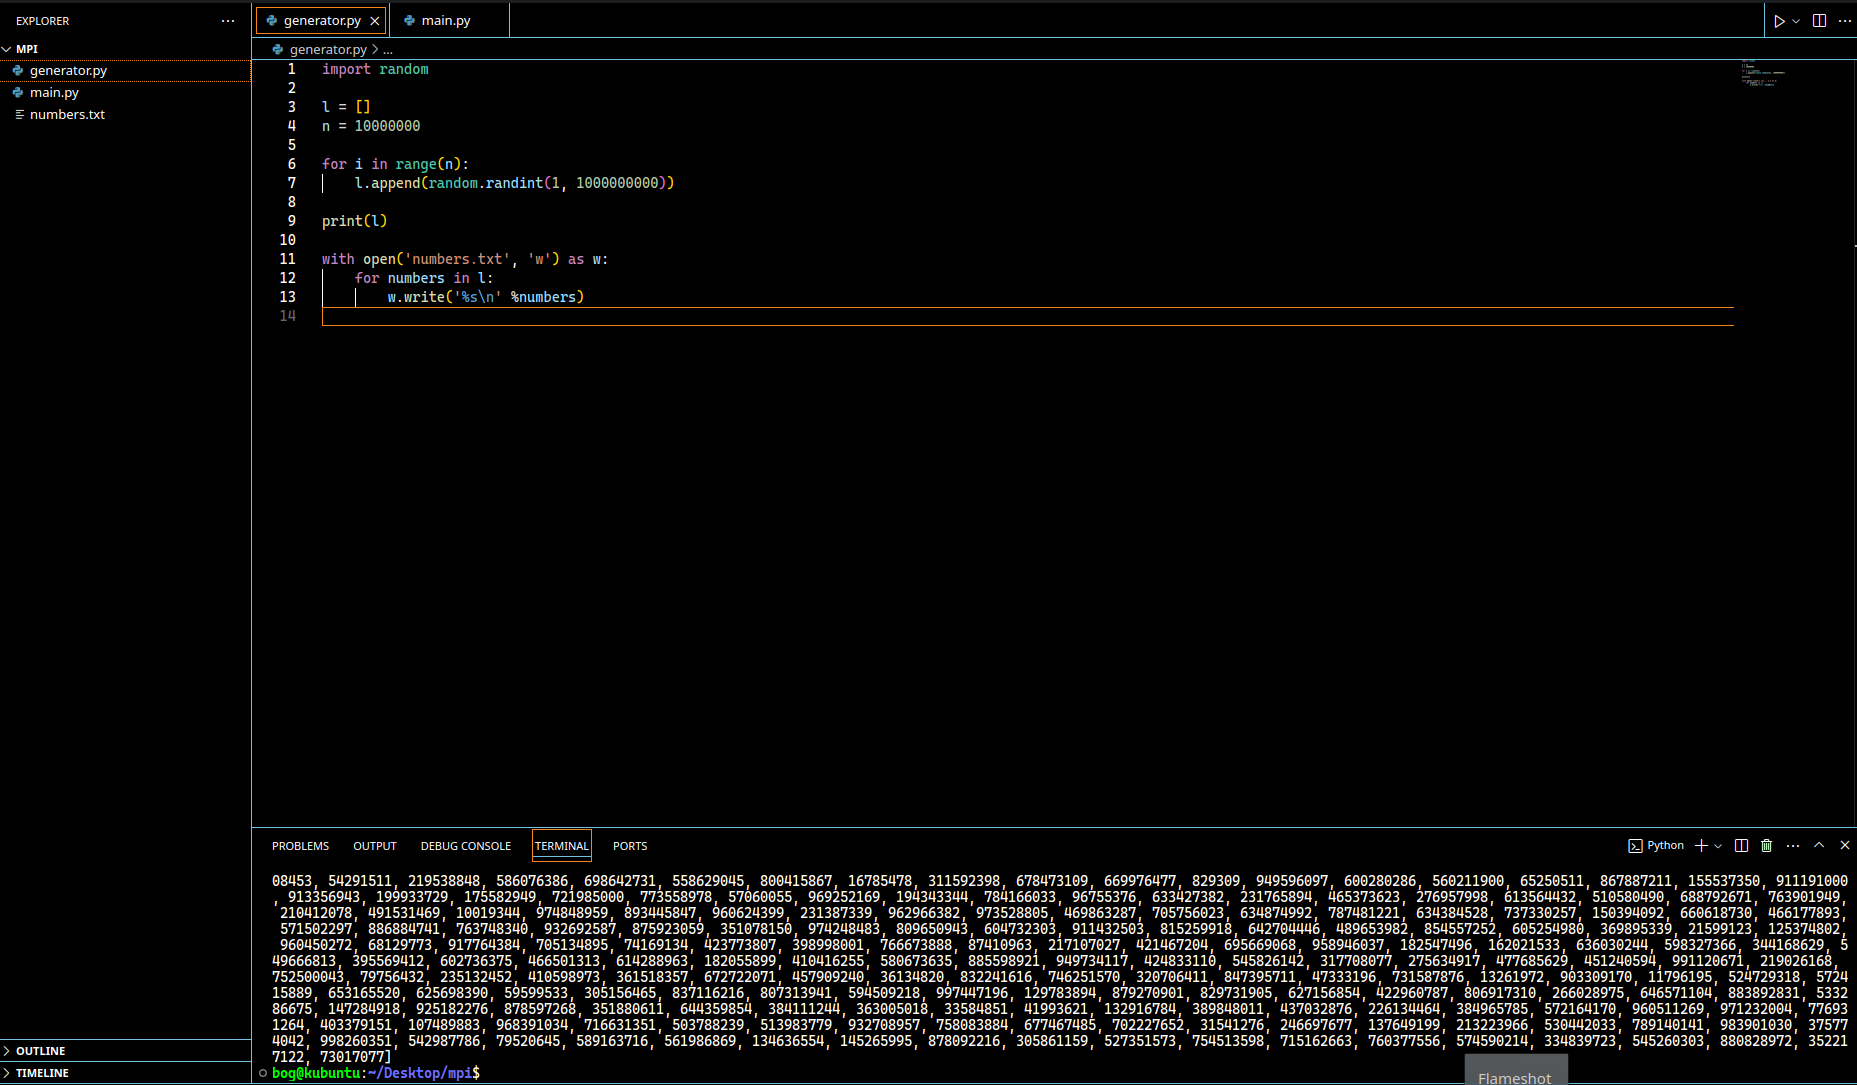 EXPLORER
MPI
generator.py
main.py
numbers.txt
OUTLINE
TIMELINE
generator.py
main.py
generator.py > ...
1 import random
2
3 l = []
4 n = 10000000
5
6 for i in range(n):
7 l.append(random.randint(1, 1000000000))
8
9 print(l)
10
11 with open('numbers.txt', 'w') as w:
12 for numbers in l:
13 w.write('%s\n' %numbers)
14
PROBLEMS OUTPUT DEBUG CONSOLE TERMINAL PORTS
Python
08453, 54291511, 219538848, 586076386, 698642731, 558629045, 800415867, 16785478, 311592398, 678473109, 669976477, 829309, 949596097, 600280286, 560211900, 65250511, 867887211, 155537350, 911191000
, 913356943, 199933729, 175582949, 721985000, 773558978, 57060055, 969252169, 194343344, 784166033, 96755376, 633427382, 231765894, 465373623, 276957998, 613564432, 510580490, 688792671, 763901949,
210412078, 491531469, 10019344, 974848959, 893445847, 960624399, 231387339, 962966382, 973528805, 469863287, 705756023, 634874992, 787481221, 634384528, 737330257, 150394092, 660618730, 466177893,
571502297, 886884741, 763748340, 932692587, 875923059, 351078150, 974248483, 809650943, 604732303, 911432503, 815259918, 642704446, 489653982, 854557252, 605254980, 369895339, 21599123, 125374802,
960450272, 68129773, 917764384, 705134895, 74169134, 423773807, 398998001, 766673888, 87410963, 217107027, 421467204, 695669068, 958946037, 182547496, 162021533, 636030244, 598327366, 344168629, 5
49666813, 395569412, 602736375, 466501313, 614288963, 182055899, 410416255, 580673635, 885598921, 949734117, 424833110, 545826142, 317708077, 275634917, 477685629, 451240594, 991120671, 219026168,
752500043, 79756432, 235132452, 410598973, 361518357, 672722071, 457909240, 36134820, 832241616, 746251570, 320706411, 847395711, 47333196, 731587876, 13261972, 903309170, 11796195, 524729318, 5724
15889, 653165520, 625698390, 59599533, 305156465, 837116216, 807313941, 594509218, 997447196, 129783894, 879270901, 829731905, 627156854, 422960787, 806917310, 266028975, 646571104, 883892831, 5332
86675, 147284918, 925182276, 878597268, 351880611, 644359854, 384111244, 363005018, 33584851, 41993621, 132916784, 389848011, 437032876, 226134464, 384965785, 572164170, 960511269, 971232004, 77693
1264, 403379151, 107489883, 968391034, 716631351, 503788239, 513983779, 932708957, 758083884, 677467485, 702227652, 31541276, 246697677, 137649199, 213223966, 530442033, 789140141, 983901030, 37577
4042, 998260351, 542987786, 79520645, 589163716, 561986869, 134636554, 145265995, 878092216, 305861159, 527351573, 754513598, 715162663, 760377556, 574590214, 334839723, 545260303, 880828972, 35221
7122, 73017077]
bog@kubuntu:~/Desktop/mpi$
Flameshot